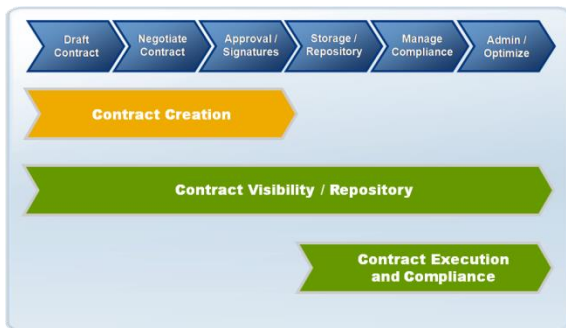 Draft
Contract
Negotiate
Contract
Approval /
Signatures
Storage /
Repository
Manage
Compliance
Admin /
Optimize
Contract Creation
Contract Visibility / Repository
Contract Execution
and Compliance